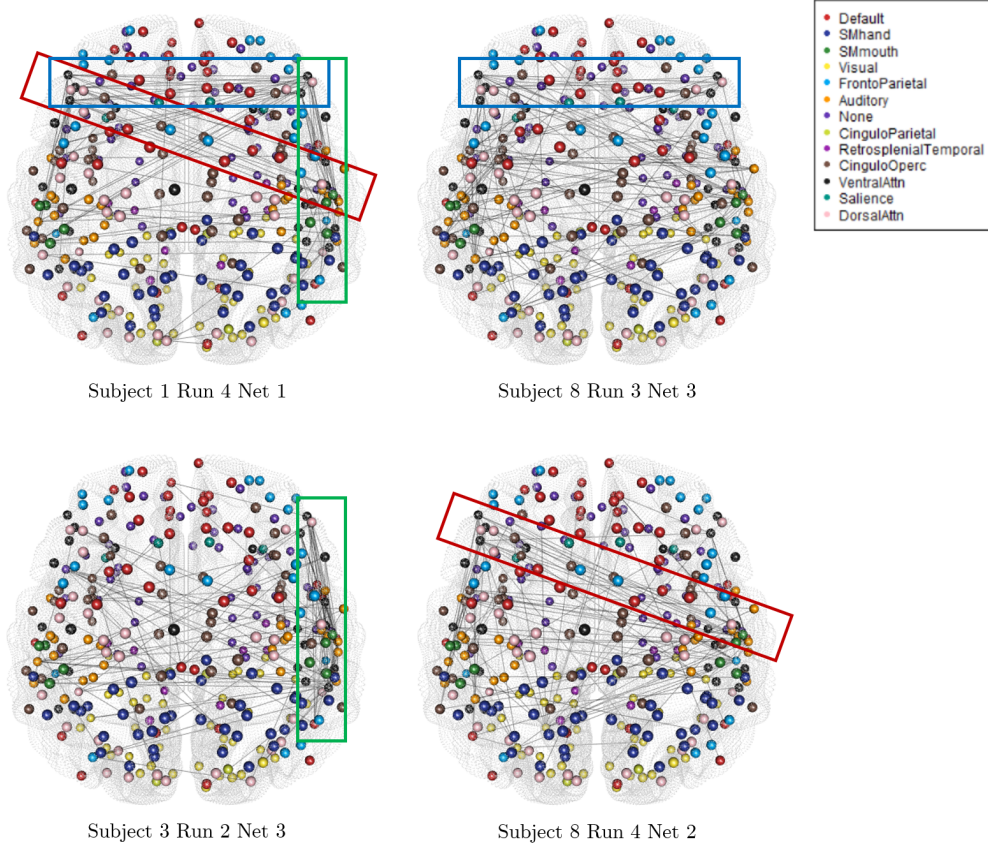 Default
SMhand
SMmouth
Visual
FrontoParietal
Auditory
None
CinguloParietal
RetrosplenialTemporal
CinguloOperc
VentralAttn
Salience
DorsalAttn
Subject 1 Run 4 Net 1
Subject 8 Run 3 Net 3
Subject 3 Run 2 Net 3
Subject 8 Run 4 Net 2